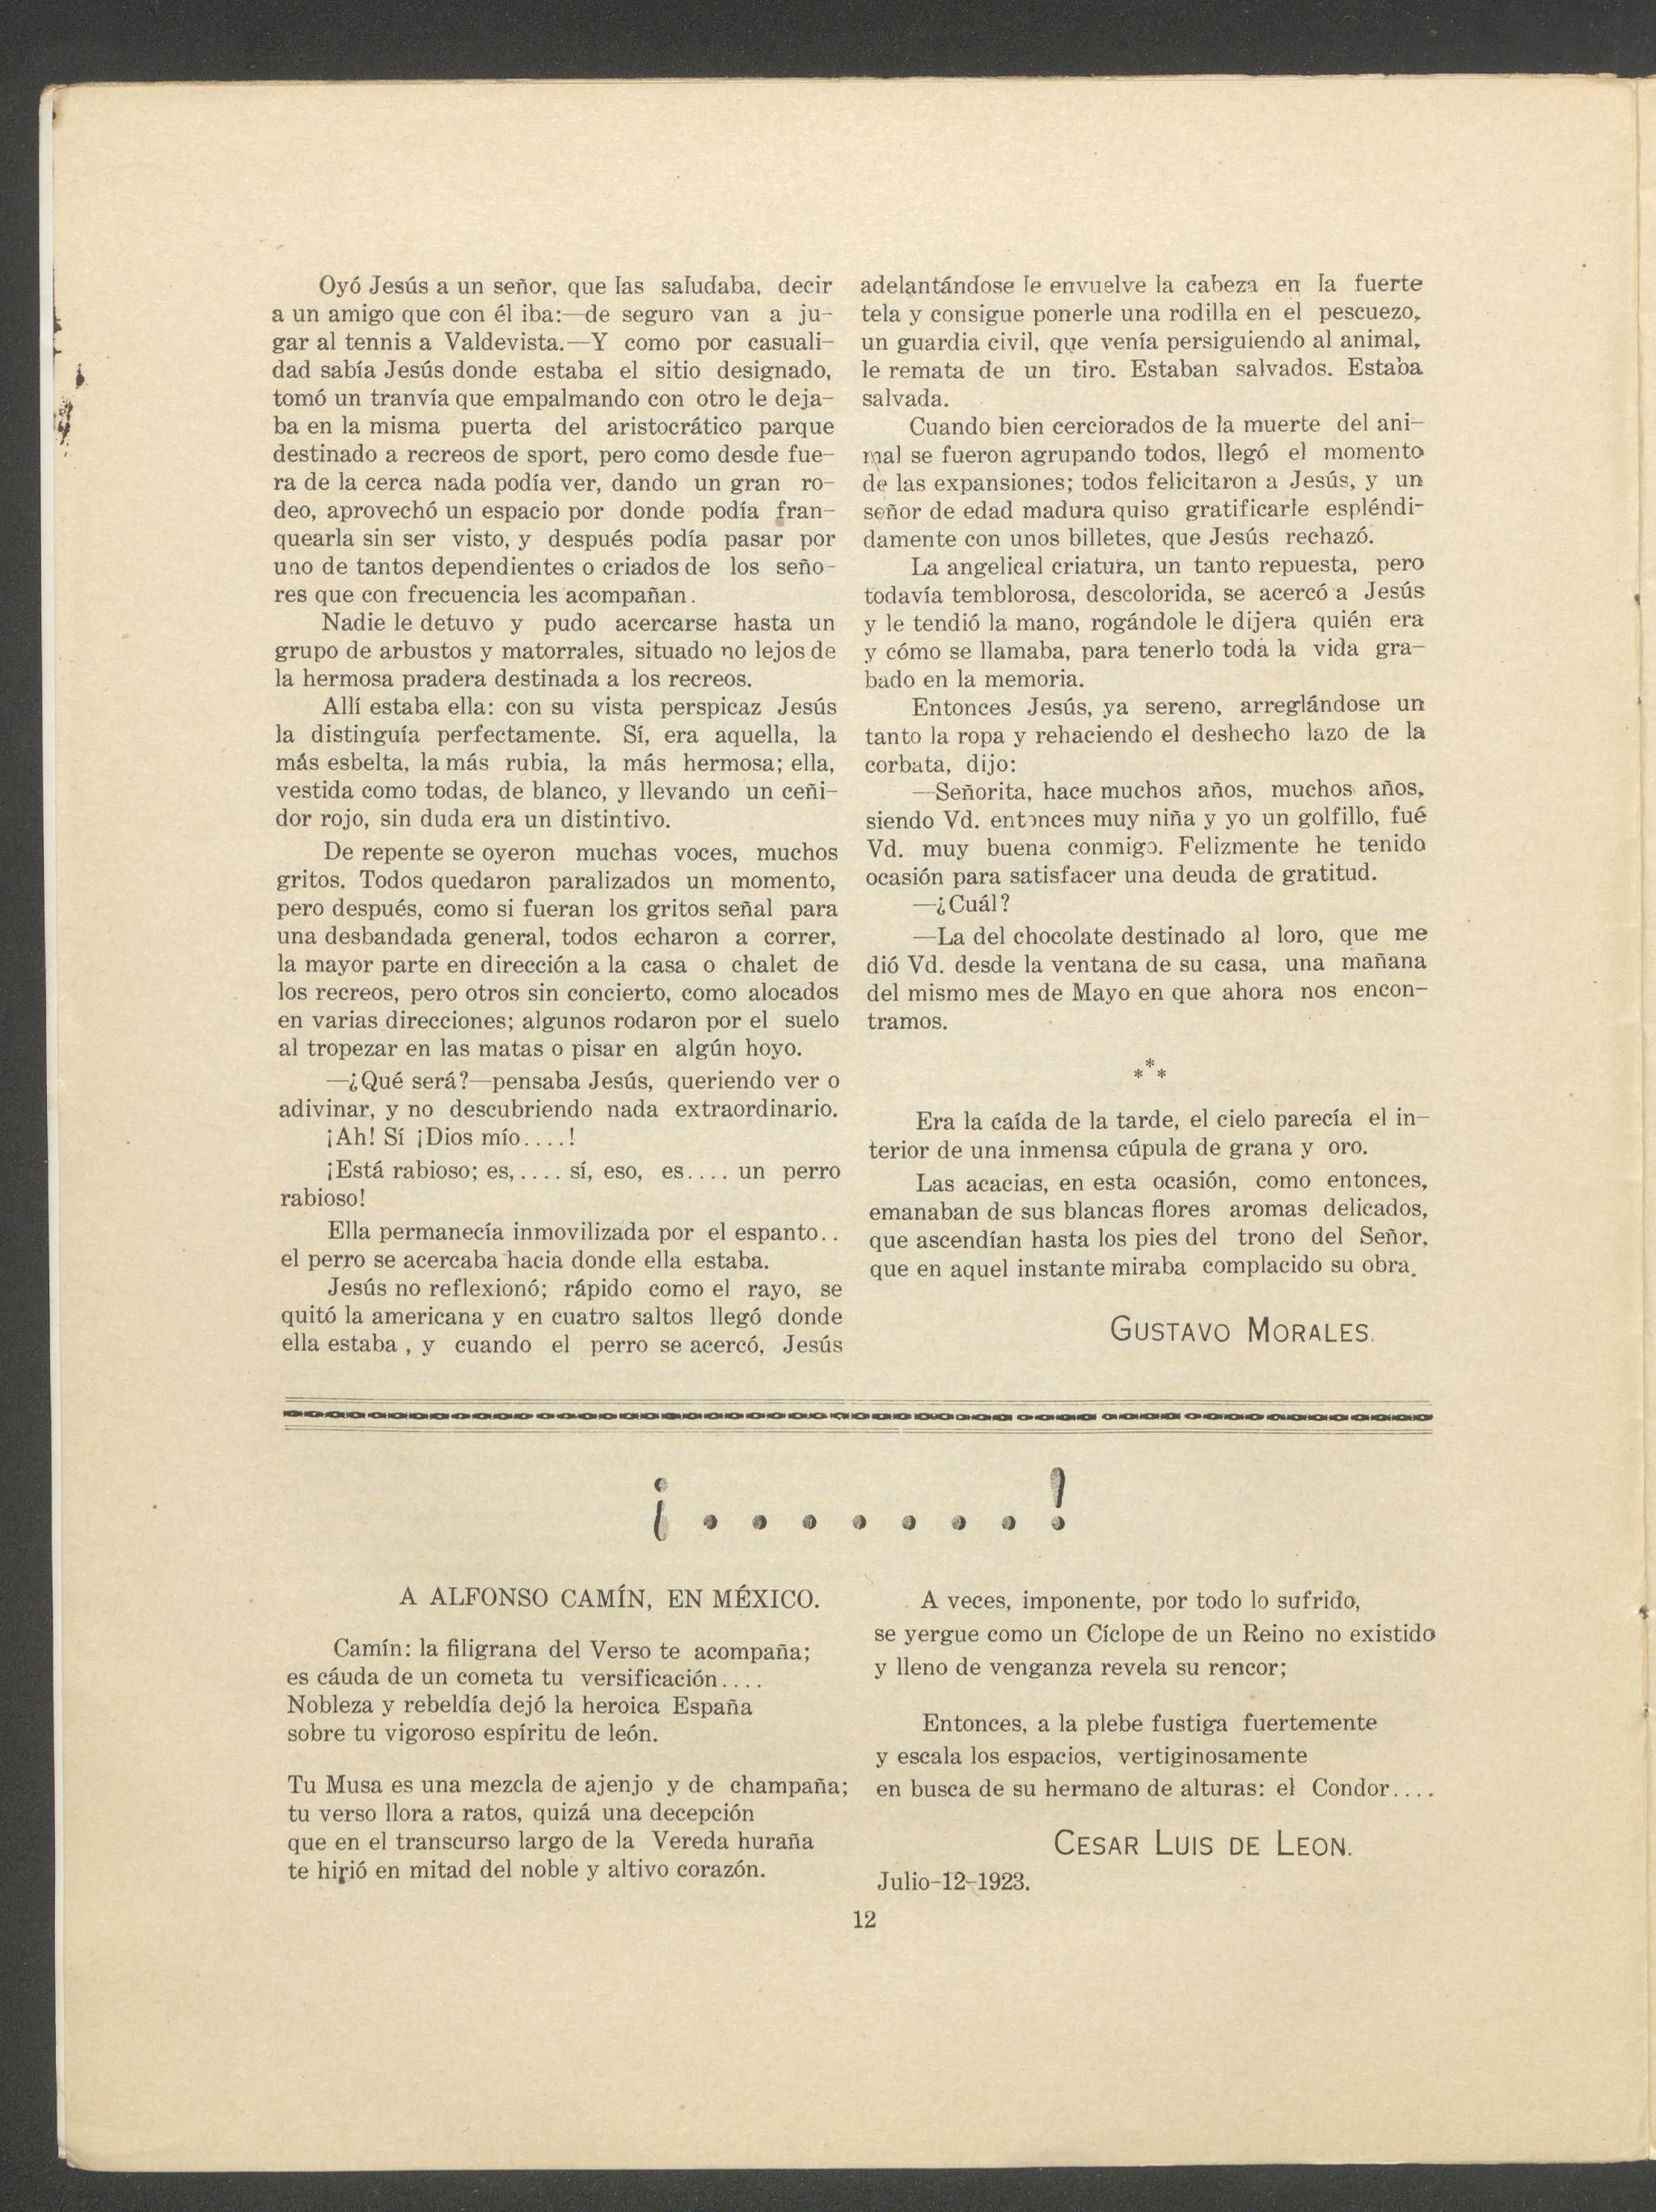 Oyó Jesús a un señor, que las saludaba, decir
a un amigo que con él iba:—de seguro van a ju-
gar al tennis a Valdevista.—Y como por casuali-
dad sabía Jesús donde estaba el sitio designado,
tomó un tranvía que empalmando con otro le deja-
ba en la misma puerta del aristocrático parque
destinado a recreos de sport, pero como desde fue-
ra de la cerca nada podía ver, dando un gran ro-
deo, aprovechó un espacio por donde podía fran-
quearla sin ser visto, y después podía pasar por
uno de tantos dependientes o criados de los seño-
res que con frecuencia les acompañan.
Nadie le detuvo y pudo acercarse hasta un
grupo de arbustos y matorrales, situado no lejos de
la hermosa pradera destinada a los recreos.
Allí estaba ella: con su vista perspicaz Jesús
la distinguía perfectamente. Sí, era aquella, la
más esbelta, la más rubia, la más hermosa; ella,
vestida como todas, de blanco, y llevando un ceñi-
dor rojo, sin duda era un distintivo.
De repente se oyeron muchas voces, muchos
gritos. Todos quedaron paralizados un momento,
pero después, como si fueran los gritos señal para
una desbandada general, todos echaron a correr,
la mayor parte en dirección a la casa o chalet de
los recreos, pero otros sin concierto, como alocados
en varias direcciones; algunos rodaron por el suelo
al tropezar en las matas o pisar en algún hoyo.
—¿Qué será?—pensaba Jesús, queriendo ver o
adivinar, y no descubriendo nada extraordinario.
¡Ah! Sí ¡Dios mío....!
¡Está rabioso; es,.... sí, eso, es.... un perro
rabioso!
Ella permanecía inmovilizada por el espanto..
el perro se acercaba hacia donde ella estaba.
Jesús no reflexionó; rápido como el rayo, se
quitó la americana y en cuatro saltos llegó donde
ella estaba , y cuando el perro se acercó, Jesús
adelantándose le envuelve la cabeza en la fuerte
tela y consigue ponerle una rodilla en el pescuezo,
un guardia civil, que venía persiguiendo al animal,
le remata de un tiro. Estaban salvados. Estaba
salvada.
Cuando bien cerciorados de la muerte del ani-
mal se fueron agrupando todos, llegó el momento
de las expansiones; todos felicitaron a Jesús, y un
señor de edad madura quiso gratificarle espléndi-
damente con unos billetes, que Jesús rechazó.
La angelical criatura, un tanto repuesta, pero
todavía temblorosa, descolorida, se acercó a Jesús
y le tendió la mano, rogándole le dijera quién era
y cómo se llamaba, para tenerlo toda la vida gra-
bado en la memoria.
Entonces Jesús, ya sereno, arreglándose un
tanto la ropa y rehaciendo el deshecho lazo de la
corbata, dijo:
—Señorita, hace muchos años, muchos años,
siendo Vd. entonces muy niña y yo un golfillo, fué
Vd. muy buena conmigo. Felizmente he tenido
ocasión para satisfacer una deuda de gratitud.
—¿Cuál?
—La del chocolate destinado al loro, que me
dió Vd. desde la ventana de su casa, una mañana
del mismo mes de Mayo en que ahora nos encon-
tramos.
***
Era la caída de la tarde, el cielo parecía el in-
terior de una inmensa cúpula de grana y oro.
Las acacias, en esta ocasión, como entonces,
emanaban de sus blancas flores aromas delicados,
que ascendían hasta los pies del trono del Señor,
que en aquel instante miraba complacido su obra.
GUSTAVO MORALES.
¡.......!
A ALFONSO CAMÍN, EN MÉXICO.
Camín: la filigrana del Verso te acompaña;
es cáuda de un cometa tu versificación....
Nobleza y rebeldía dejó la heroica España
sobre tu vigoroso espíritu de león.
Tu Musa es una mezcla de ajenjo y de champaña;
tu verso llora a ratos, quizá una decepción
que en el transcurso largo de la Vereda huraña
te hirió en mitad del noble y altivo corazón.
A veces, imponente, por todo lo sufrido,
se yergue como un Cíclope de un Reino no existido
y lleno de venganza revela su rencor;
Entonces, a la plebe fustiga fuertemente
y escala los espacios, vertiginosamente
en busca de su hermano de alturas: el Condor....
CESAR LUIS DE LEON.
Julio-12-1923.
12